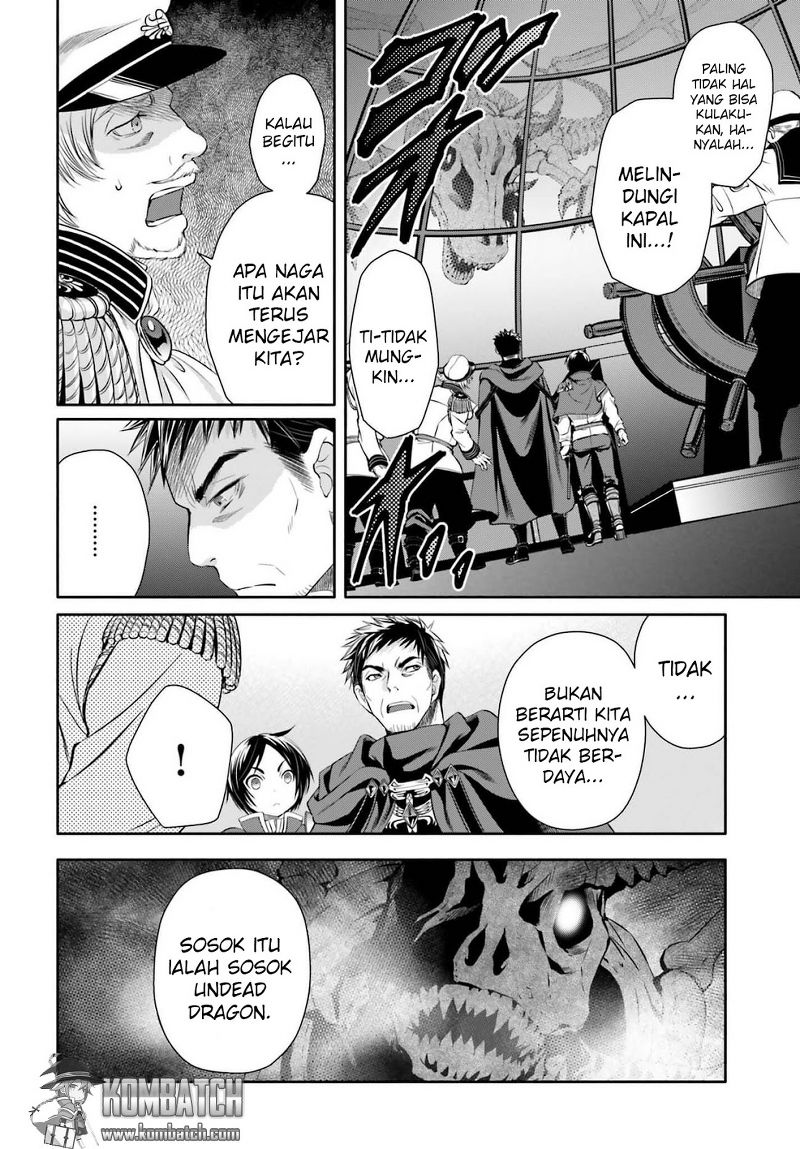 PALING
TIDAK HAL
YANG BISA
KULAKU-
KAN, HA-
NYALAH...
MELIN-
DUNGI
KAPAL
INI...!
TI-TIDAK
MUNG-
KIN...
KALAU
BEGITU
...
APA NAGA
ITU AKAN
TERUS
MENGEJAR
KITA?
........
TIDAK
...
BUKAN
BERARTI KITA
SEPENUHNYA
TIDAK BER-
DAYA...
!
SOSOK ITU
IALAH SOSOK
UNDEAD
DRAGON.
KOMBATCH
www.kombatch.com